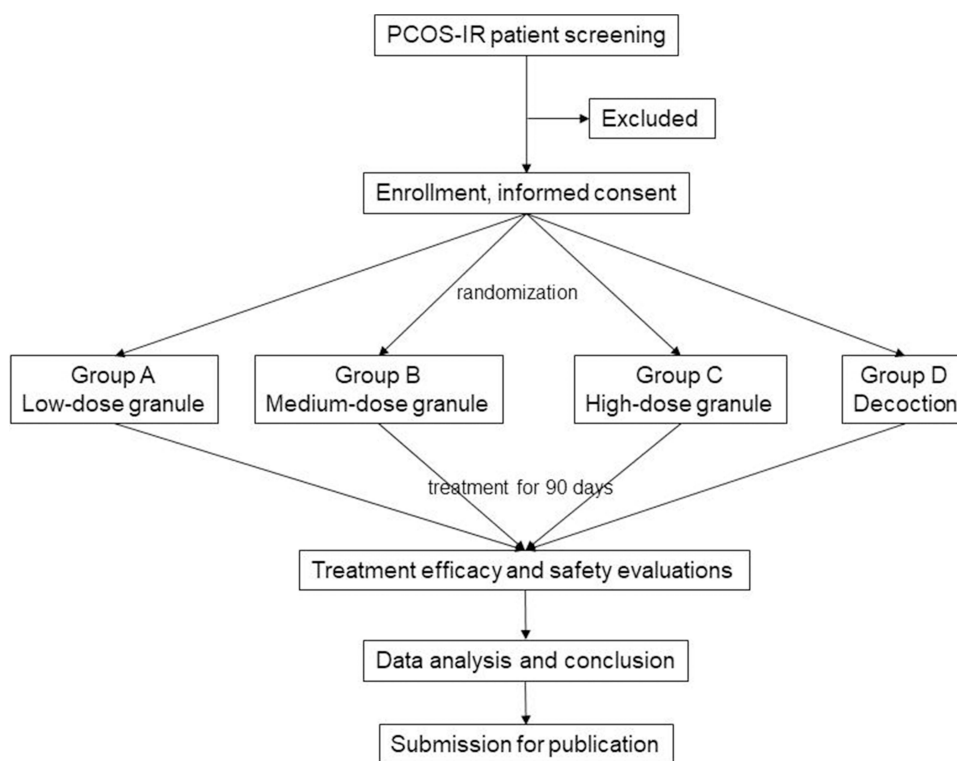 PCOS-IR patient screening
Excluded
Enrollment, informed consent
randomization
Group A
Low-dose granule
Group B
Medium-dose granule
Group C
High-dose granule
Group D
Decoction
treatment for 90 days
Treatment efficacy and safety evaluations
Data analysis and conclusion
Submission for publication